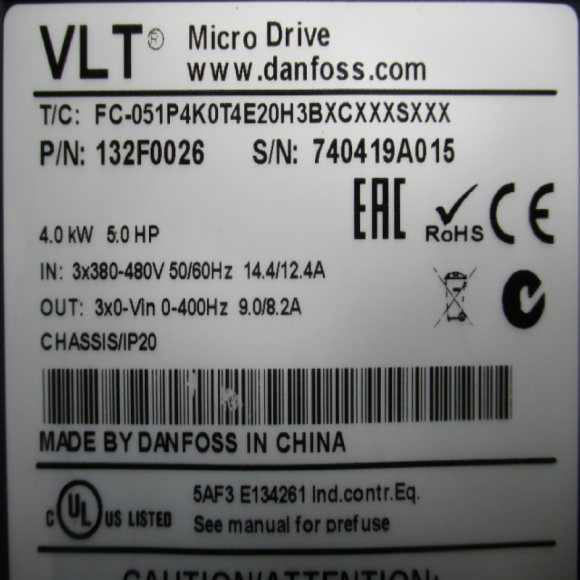 VLT® Micro Drive
www.danfoss.com
T/C: FC-051P4K0T4E20H3BXCXXXSXXX
P/N: 132F0026 S/N: 740419A015
EAC RoHS CE
4.0 kW 5.0 HP
IN: 3x380-480V 50/60Hz 14.4/12.4A
OUT: 3x0-Vin 0-400Hz 9.0/8.2A
CHASSIS/IP20
MADE BY DANFOSS IN CHINA
5AF3 E134261 Ind.contr.Eq.
c UL US LISTED See manual for prefuse
CAUTION/ATTENTION: